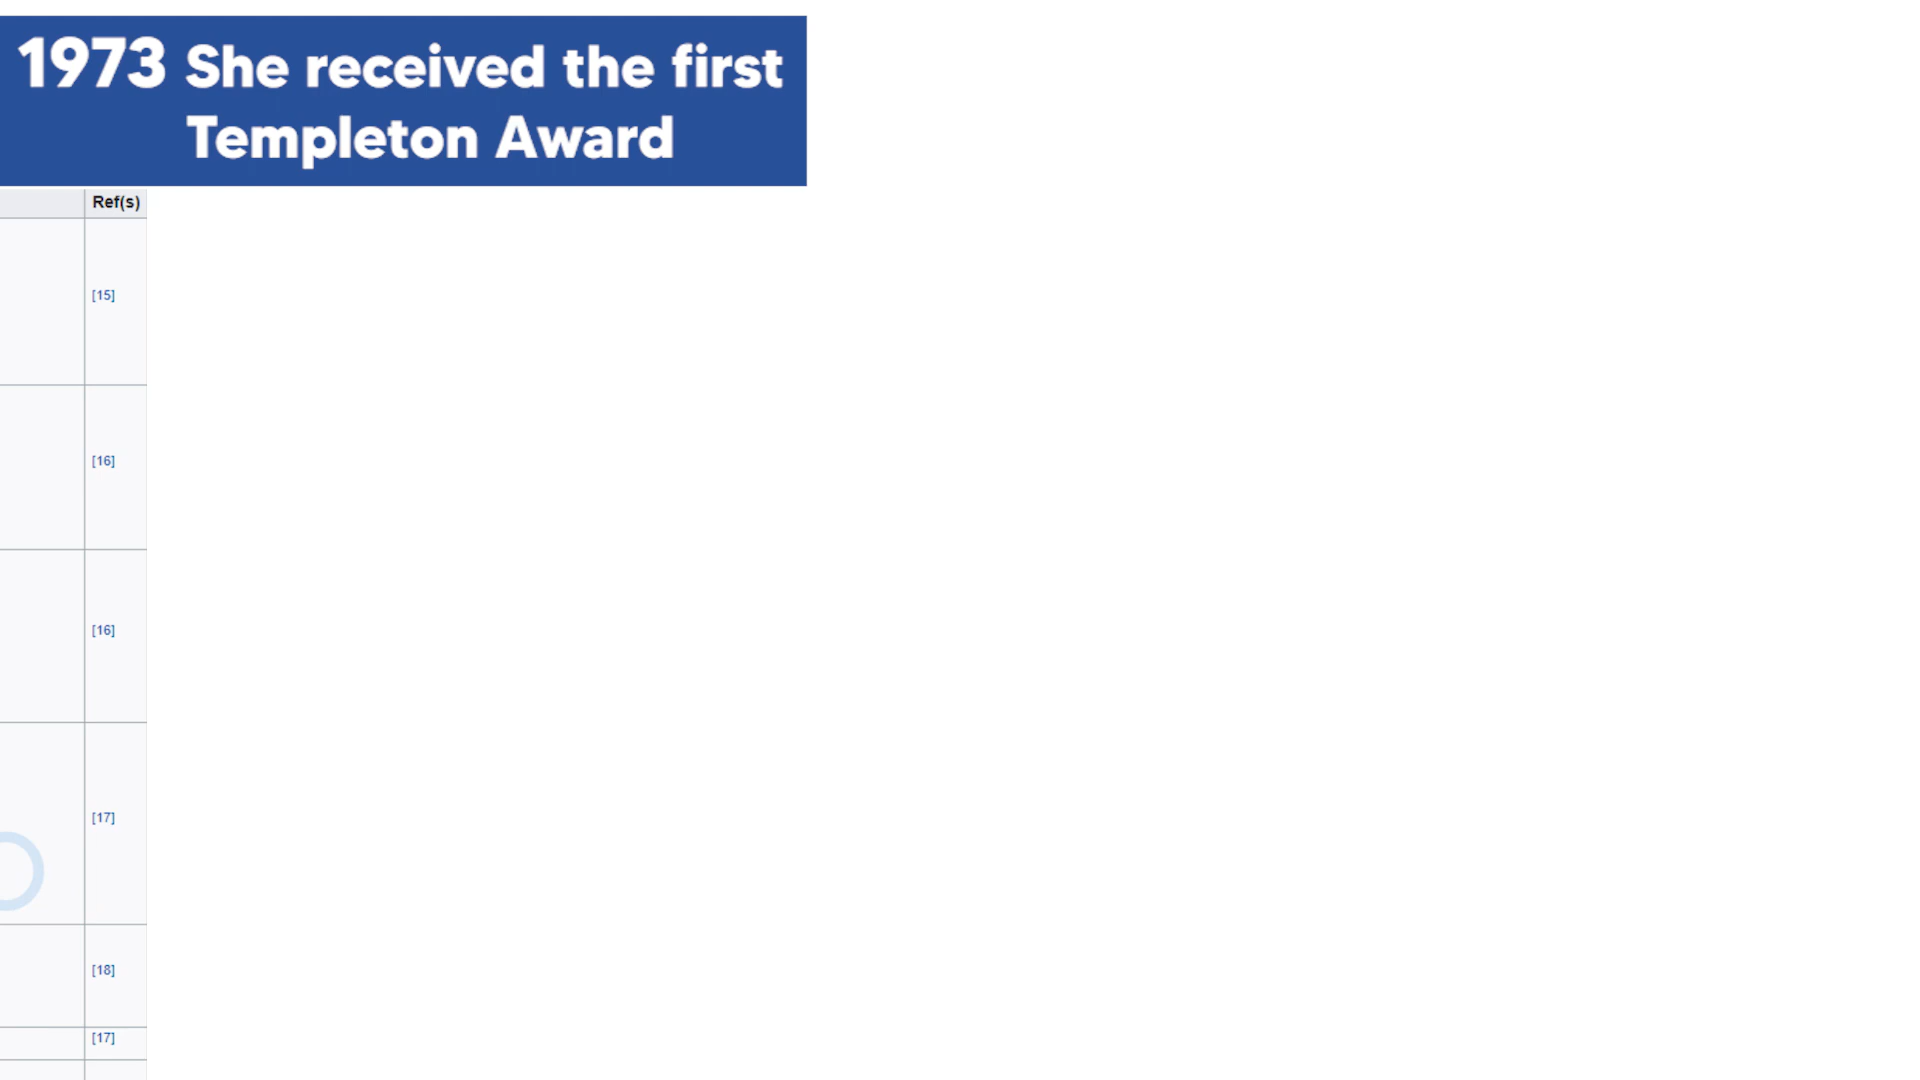 1973 She received the first
Templeton Award
Ref(s)
[15]
[16]
[16]
[17]
[18]
[17]